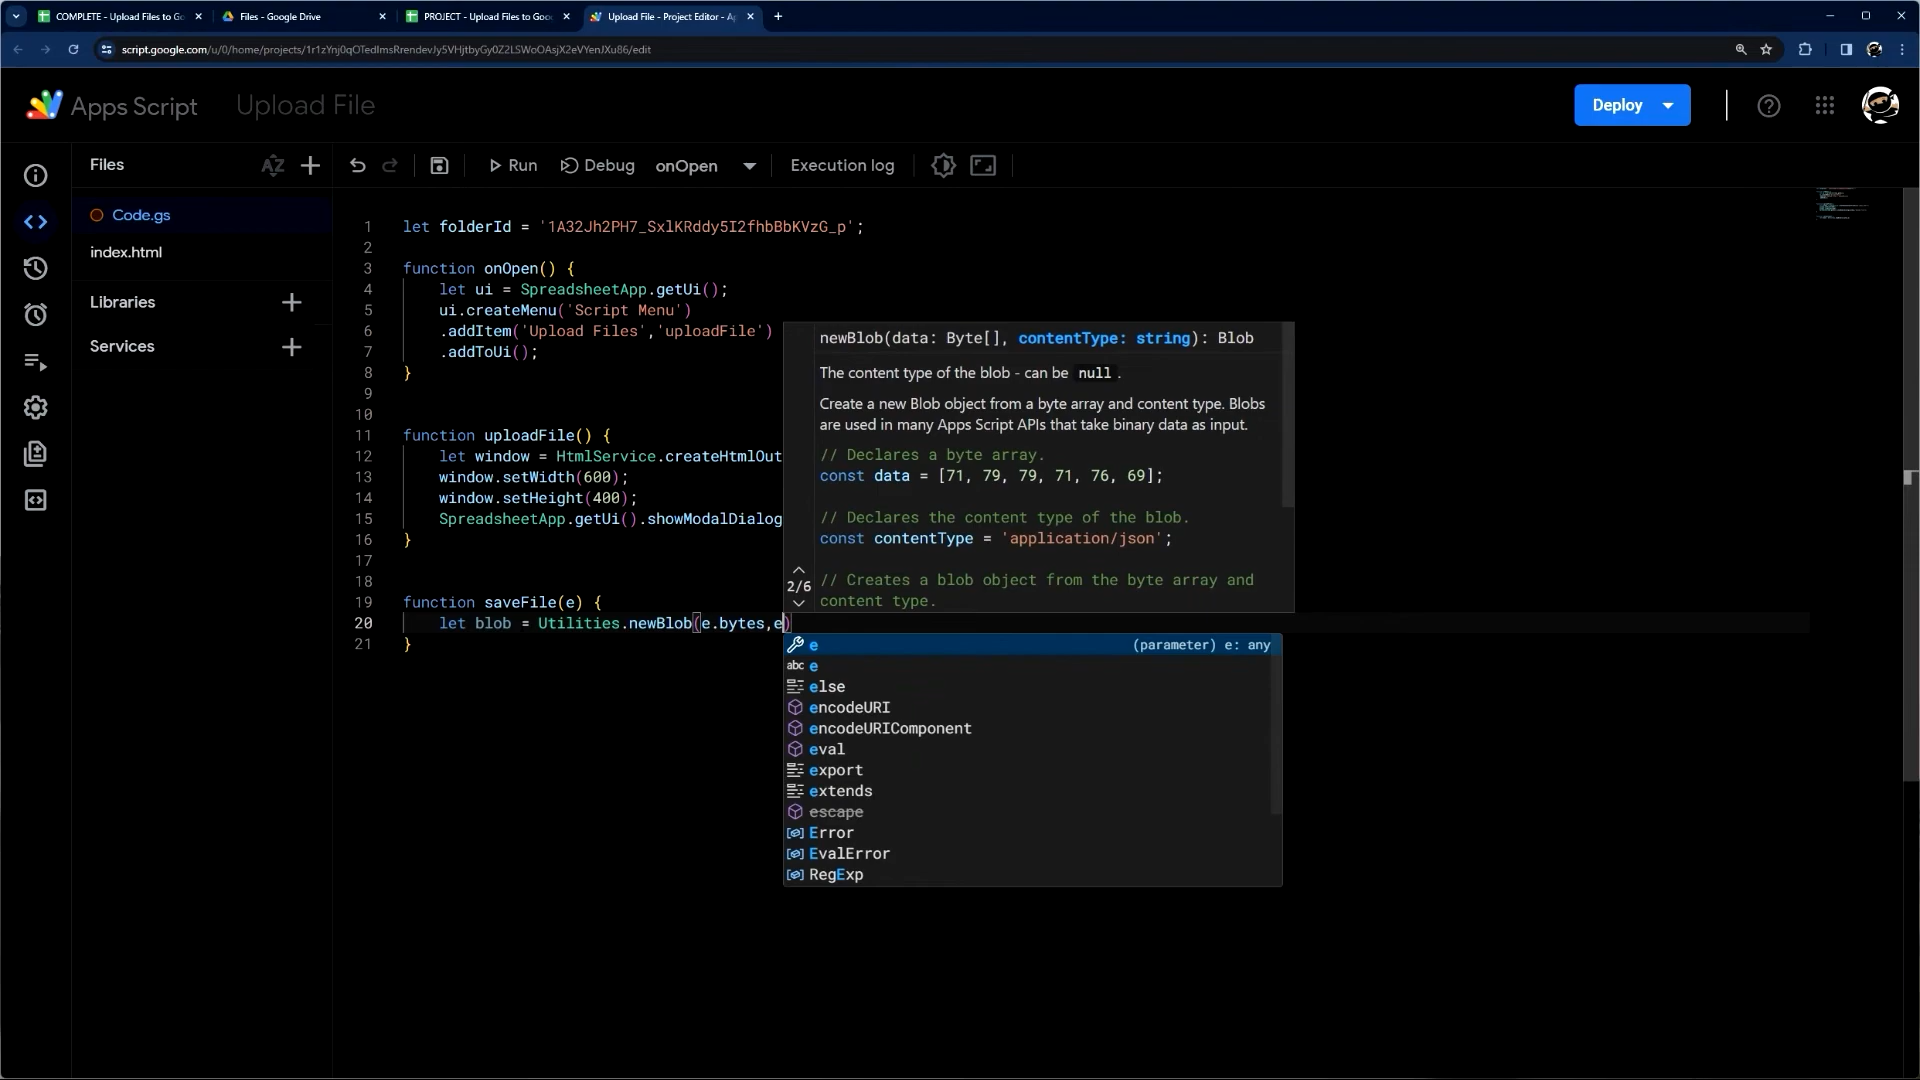 COMPLETE - Upload Files to Go
Files - Google Drive
PROJECT - Upload Files to Goo
Upload File - Project Editor - Ap
script.google.com/u/0/home/projects/1r1zYnj0qOTedImsRrendevJy5VHjtbyGy0Z2LSWoOAsjX2eVYenJXu86/edit
Apps Script
Upload File
Deploy
Files
Run
Debug
onOpen
Execution log
Code.gs
index.html
Libraries
Services
1 let folderId = '1A32Jh2PH7_SxlKRddy5I2fhbBbKVzG_p';
2
3 function onOpen() {
4 let ui = SpreadsheetApp.getUi();
5 ui.createMenu('Script Menu')
6 .addItem('Upload Files','uploadFile')
7 .addToUi();
8 }
9
10
11 function uploadFile() {
12 let window = HtmlService.createHtmlOut
13 window.setWidth(600);
14 window.setHeight(400);
15 SpreadsheetApp.getUi().showModalDialog
16 }
17
18
19 function saveFile(e) {
20 let blob = Utilities.newBlob(e.bytes,e)
21 }
newBlob(data: Byte[], contentType: string): Blob
The content type of the blob - can be null .
Create a new Blob object from a byte array and content type. Blobs
are used in many Apps Script APIs that take binary data as input.
// Declares a byte array.
const data = [71, 79, 79, 71, 76, 69];
// Declares the content type of the blob.
const contentType = 'application/json';
2/6
// Creates a blob object from the byte array and
content type.
e (parameter) e: any
abc e
else
encodeURI
encodeURIComponent
eval
export
extends
escape
Error
EvalError
RegExp